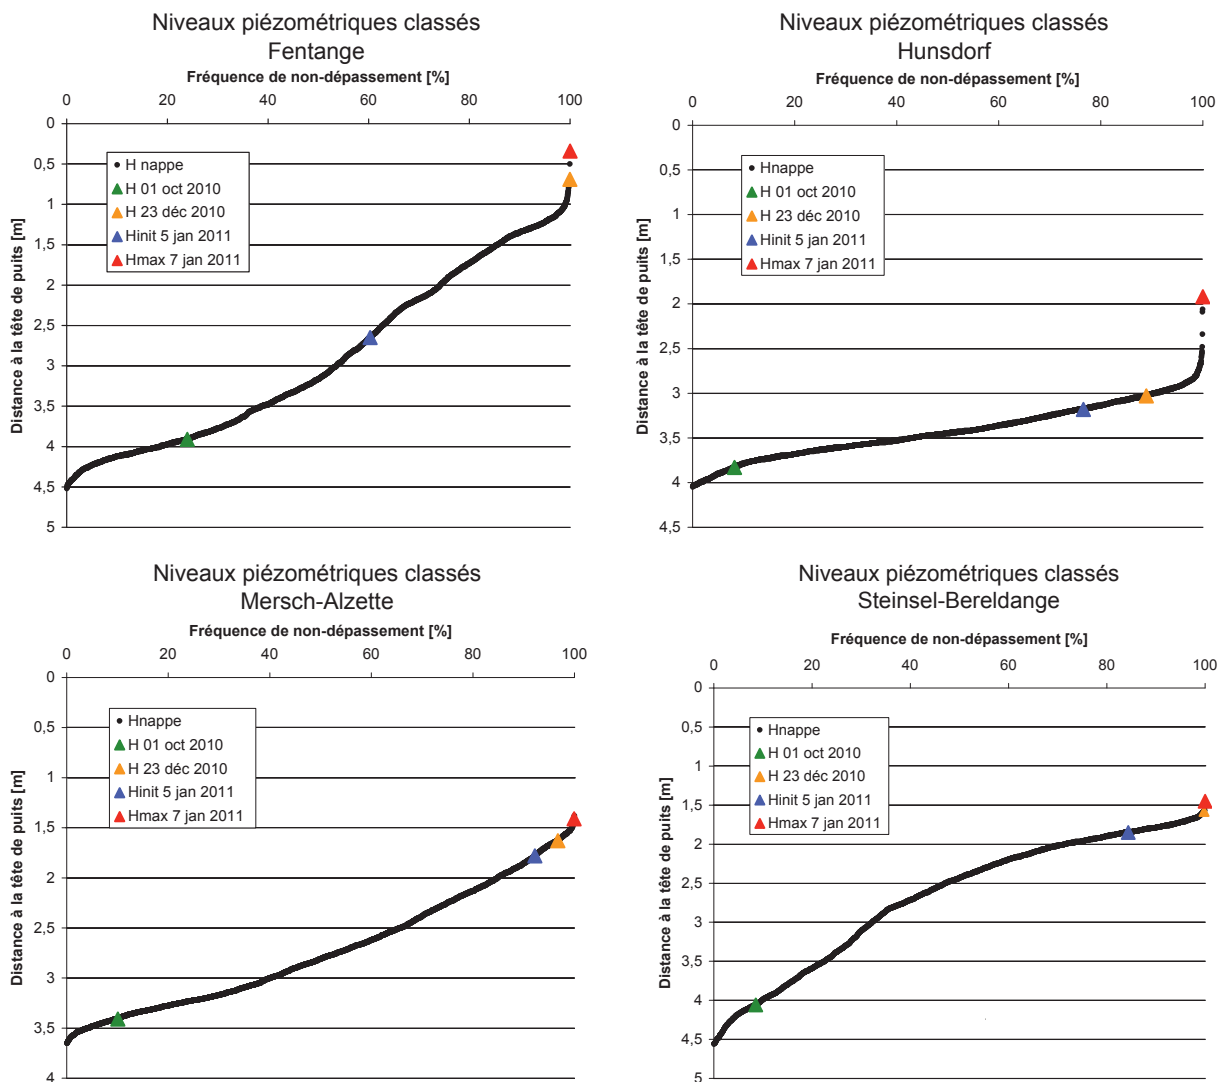 Niveaux piézométriques classés
Fentange
Fréquence de non-dépassement [%]
0 20 40 60 80 100
0
0,5
1
1,5
2
2,5
3
3,5
4
4,5
5
Distance à la tête de puits [m]
H nappe
H 01 oct 2010
H 23 déc 2010
Hinit 5 jan 2011
Hmax 7 jan 2011
Niveaux piézométriques classés
Hunsdorf
Fréquence de non-dépassement [%]
0 20 40 60 80 100
0
0,5
1
1,5
2
2,5
3
3,5
4
4,5
Distance à la tête de puits [m]
Hnappe
H 01 oct 2010
H 23 déc 2010
Hinit 5 jan 2011
Hmax 7 jan 2011
Niveaux piézométriques classés
Mersch-Alzette
Fréquence de non-dépassement [%]
0 20 40 60 80 100
0
0,5
1
1,5
2
2,5
3
3,5
4
Distance à la tête de puits [m]
Hnappe
H 01 oct 2010
H 23 déc 2010
Hinit 5 jan 2011
Hmax 7 jan 2011
Niveaux piézométriques classés
Steinsel-Bereldange
Fréquence de non-dépassement [%]
0 20 40 60 80 100
0
0,5
1
1,5
2
2,5
3
3,5
4
4,5
5
Distance à la tête de puits [m]
Hnappe
H 01 oct 2010
H 23 déc 2010
Hinit 5 jan 2011
Hmax 7 jan 2011